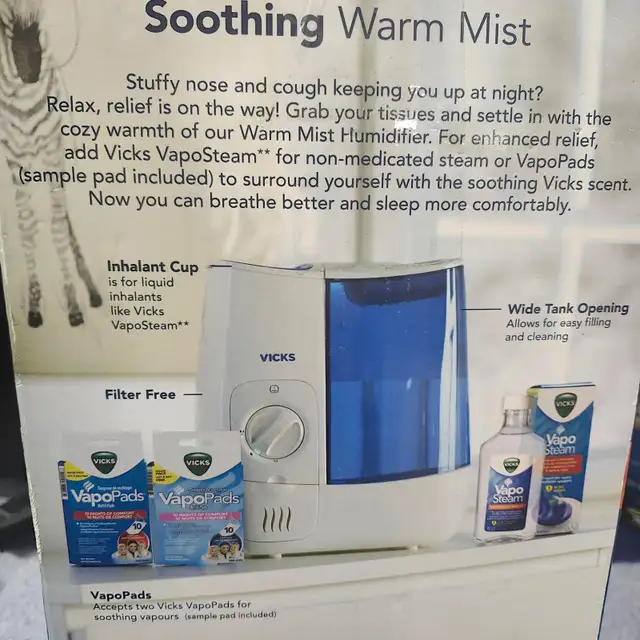 Soothing Warm Mist
Stuffy nose and cough keeping you up at night?
Relax, relief is on the way! Grab your tissues and settle in with the
cozy warmth of our Warm Mist Humidifier. For enhanced relief,
add Vicks VapoSteam** for non-medicated steam or VapoPads
(sample pad included) to surround yourself with the soothing Vicks scent.
Now you can breathe better and sleep more comfortably.
Inhalant Cup
is for liquid
inhalants
like Vicks
VapoSteam**
Wide Tank Opening
Allows for easy filling
and cleaning
VICKS
Filter Free
VICKS
VapoPads
10
VICKS
VapoPads
10
VICKS
Vapo
Steam
VICKS
Vapo
Steam
VapoPads
Accepts two Vicks VapoPads for
soothing vapours (sample pad included)